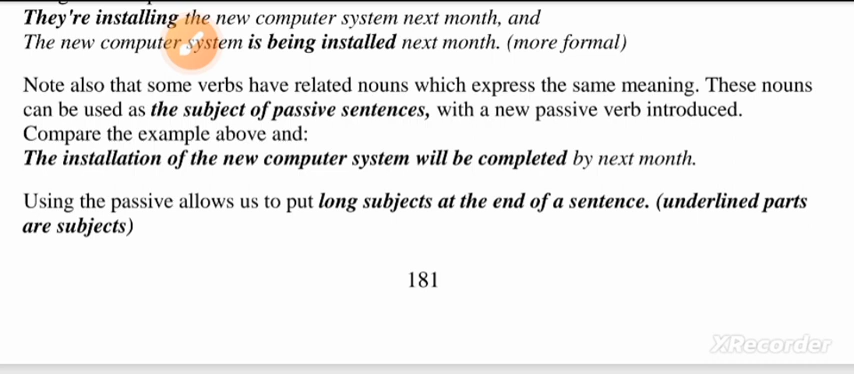 They're installing the new computer system next month, and
The new computer system is being installed next month. (more formal)
Note also that some verbs have related nouns which express the same meaning. These nouns
can be used as the subject of passive sentences, with a new passive verb introduced.
Compare the example above and:
The installation of the new computer system will be completed by next month.
Using the passive allows us to put long subjects at the end of a sentence. (underlined parts
are subjects)
181
XRecorder